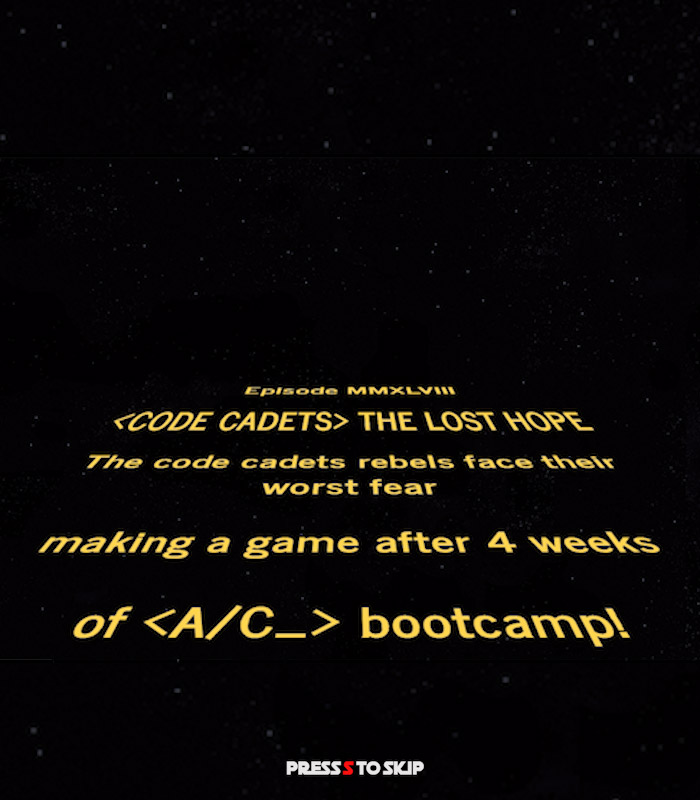 Episode MMXLVIII
<CODE CADETS> THE LOST HOPE
The code cadets rebels face their
worst fear
making a game after 4 weeks
of <A/C_> bootcamp!
PRESS S TO SKIP